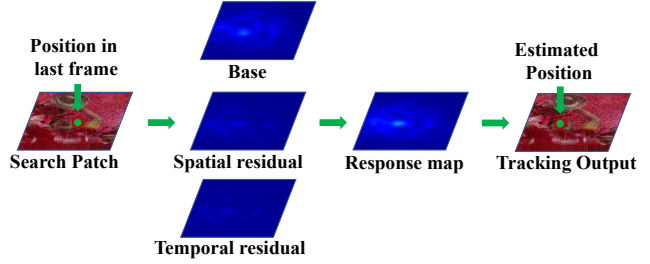 Position in
last frame
Search Patch
Base
Spatial residual
Temporal residual
Response map
Estimated
Position
Tracking Output